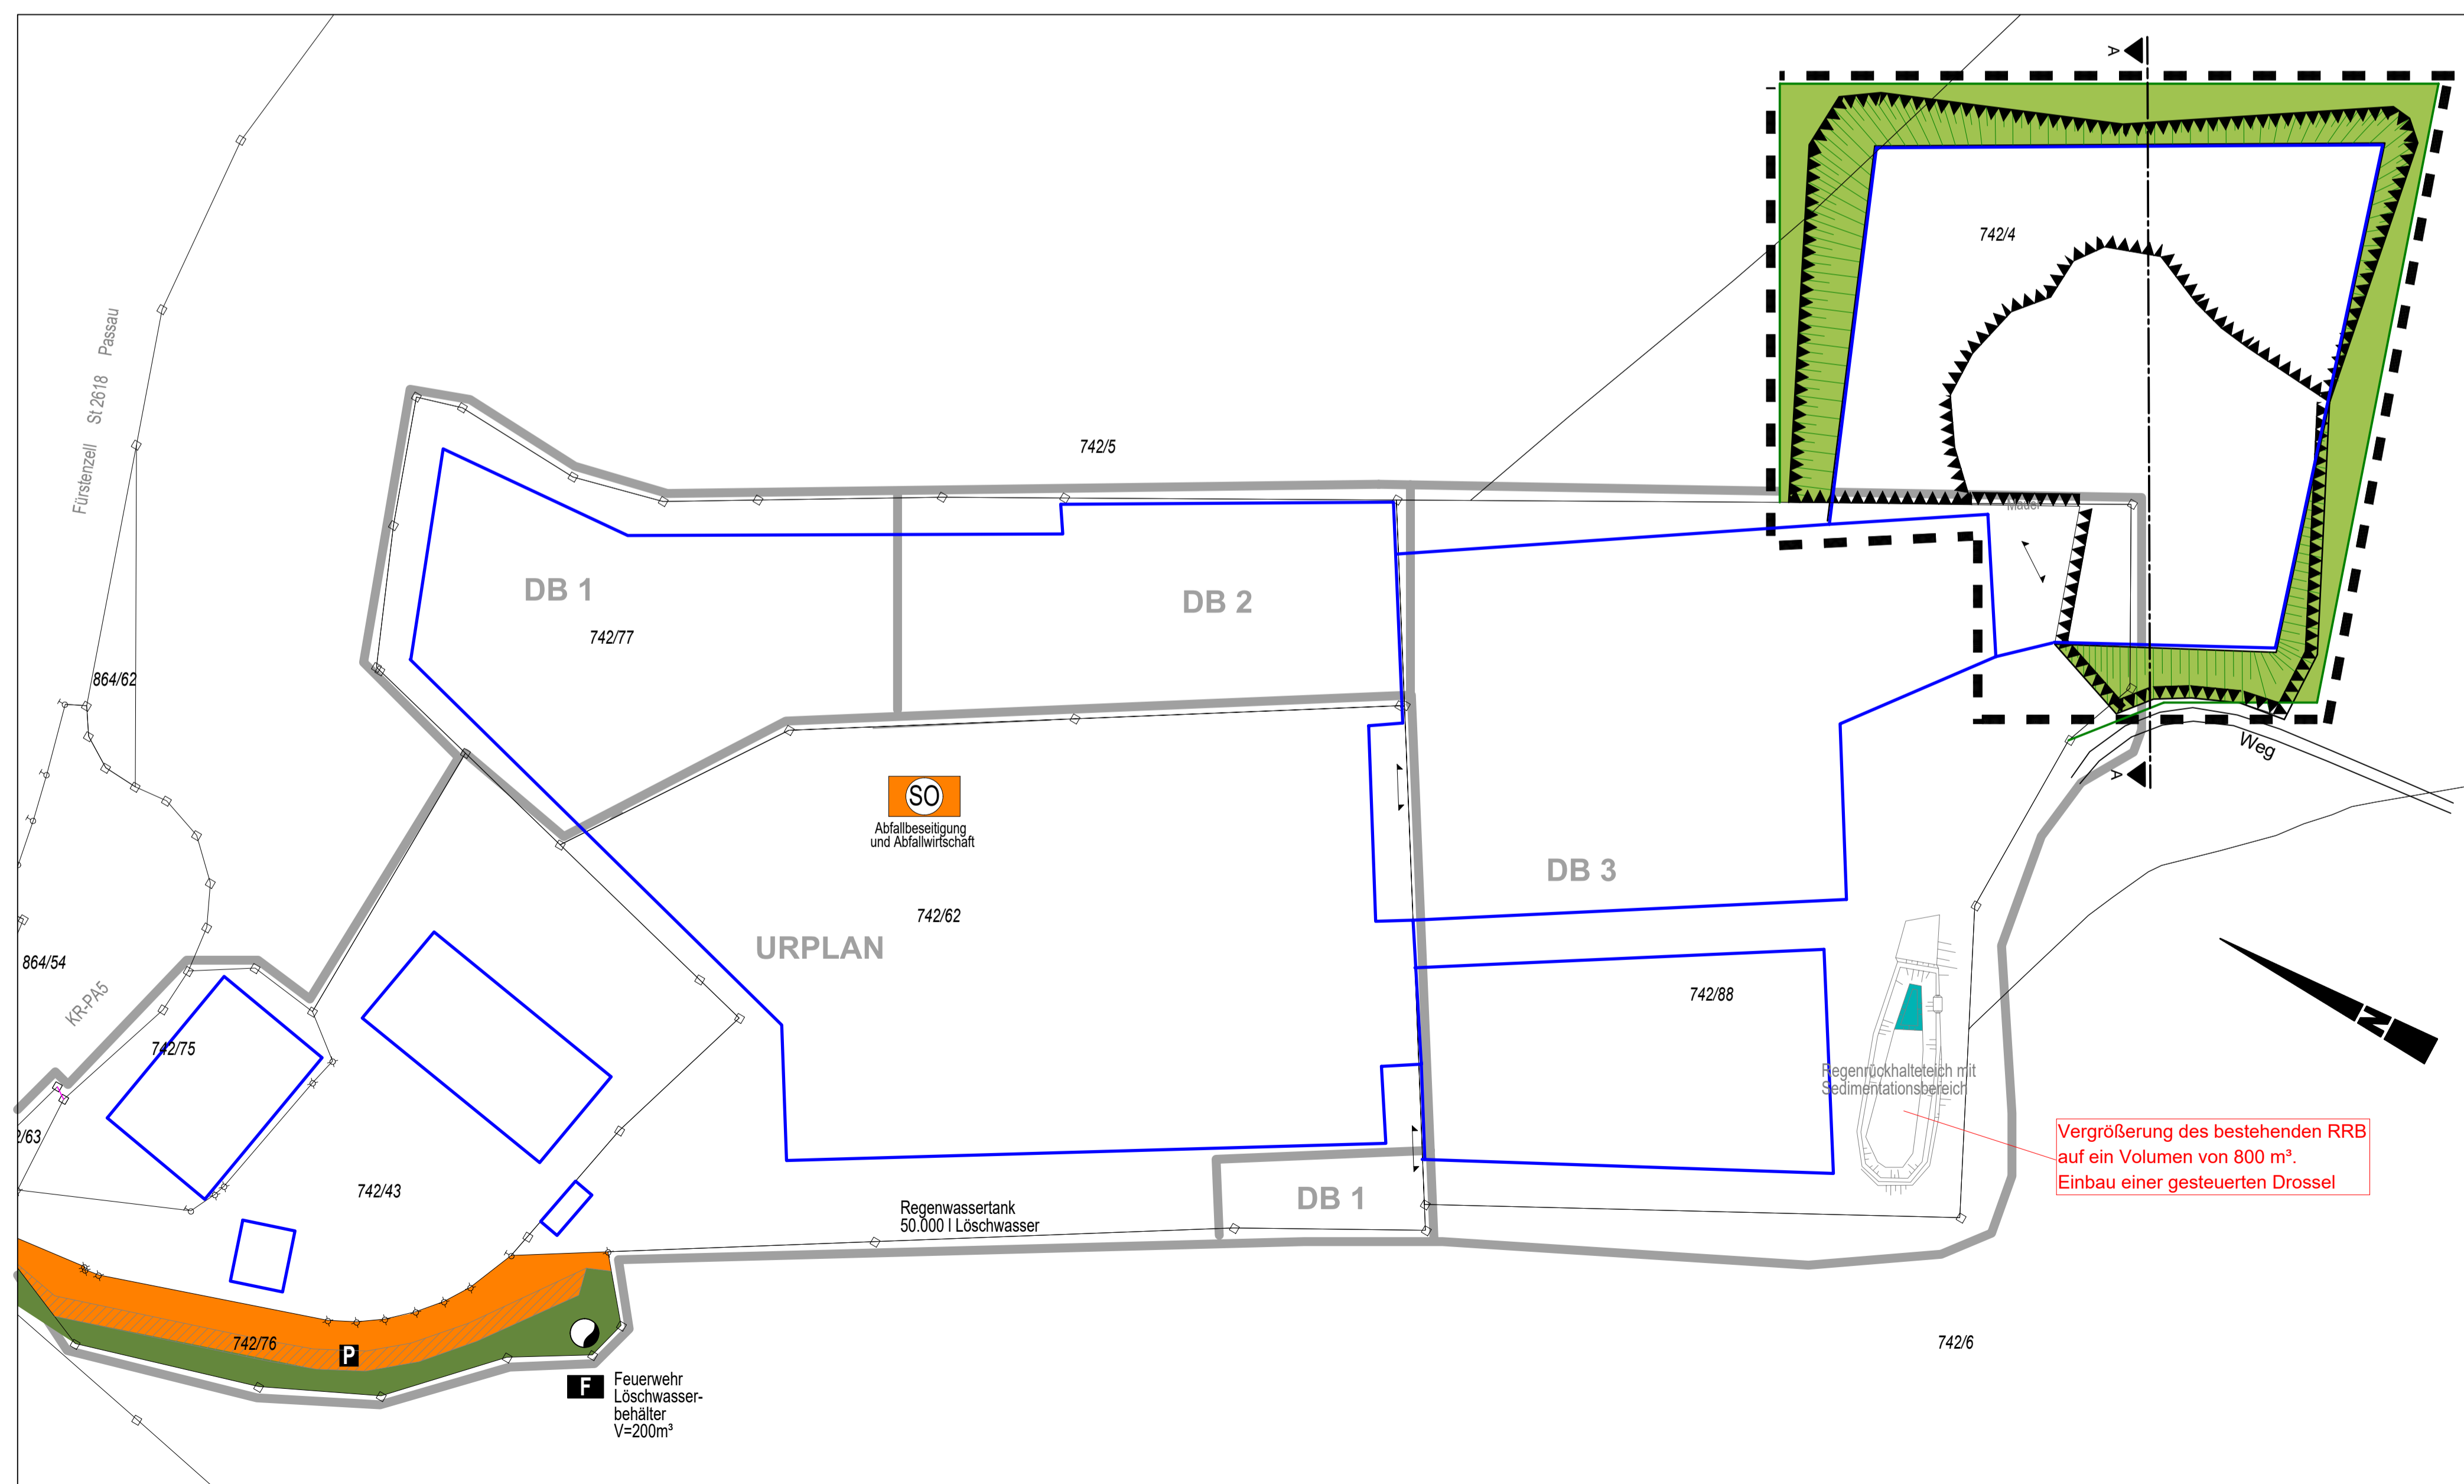 A
742/4
Fürstenzell St 2618 Passau
742/5
Mauer
DB 1
DB 2
742/77
864/62
Weg
A
SO
Abfallbeseitigung
und Abfallwirtschaft
DB 3
742/62
URPLAN
864/54
KR-PA5
742/88
N
742/75
Regenrückhalteteich mit
Sedimentationsbereich
2/63
Vergrößerung des bestehenden RRB
auf ein Volumen von 800 m³.
Einbau einer gesteuerten Drossel
742/43
DB 1
Regenwassertank
50.000 l Löschwasser
742/76
P
742/6
F
Feuerwehr
Löschwasser-
behälter
V=200m³